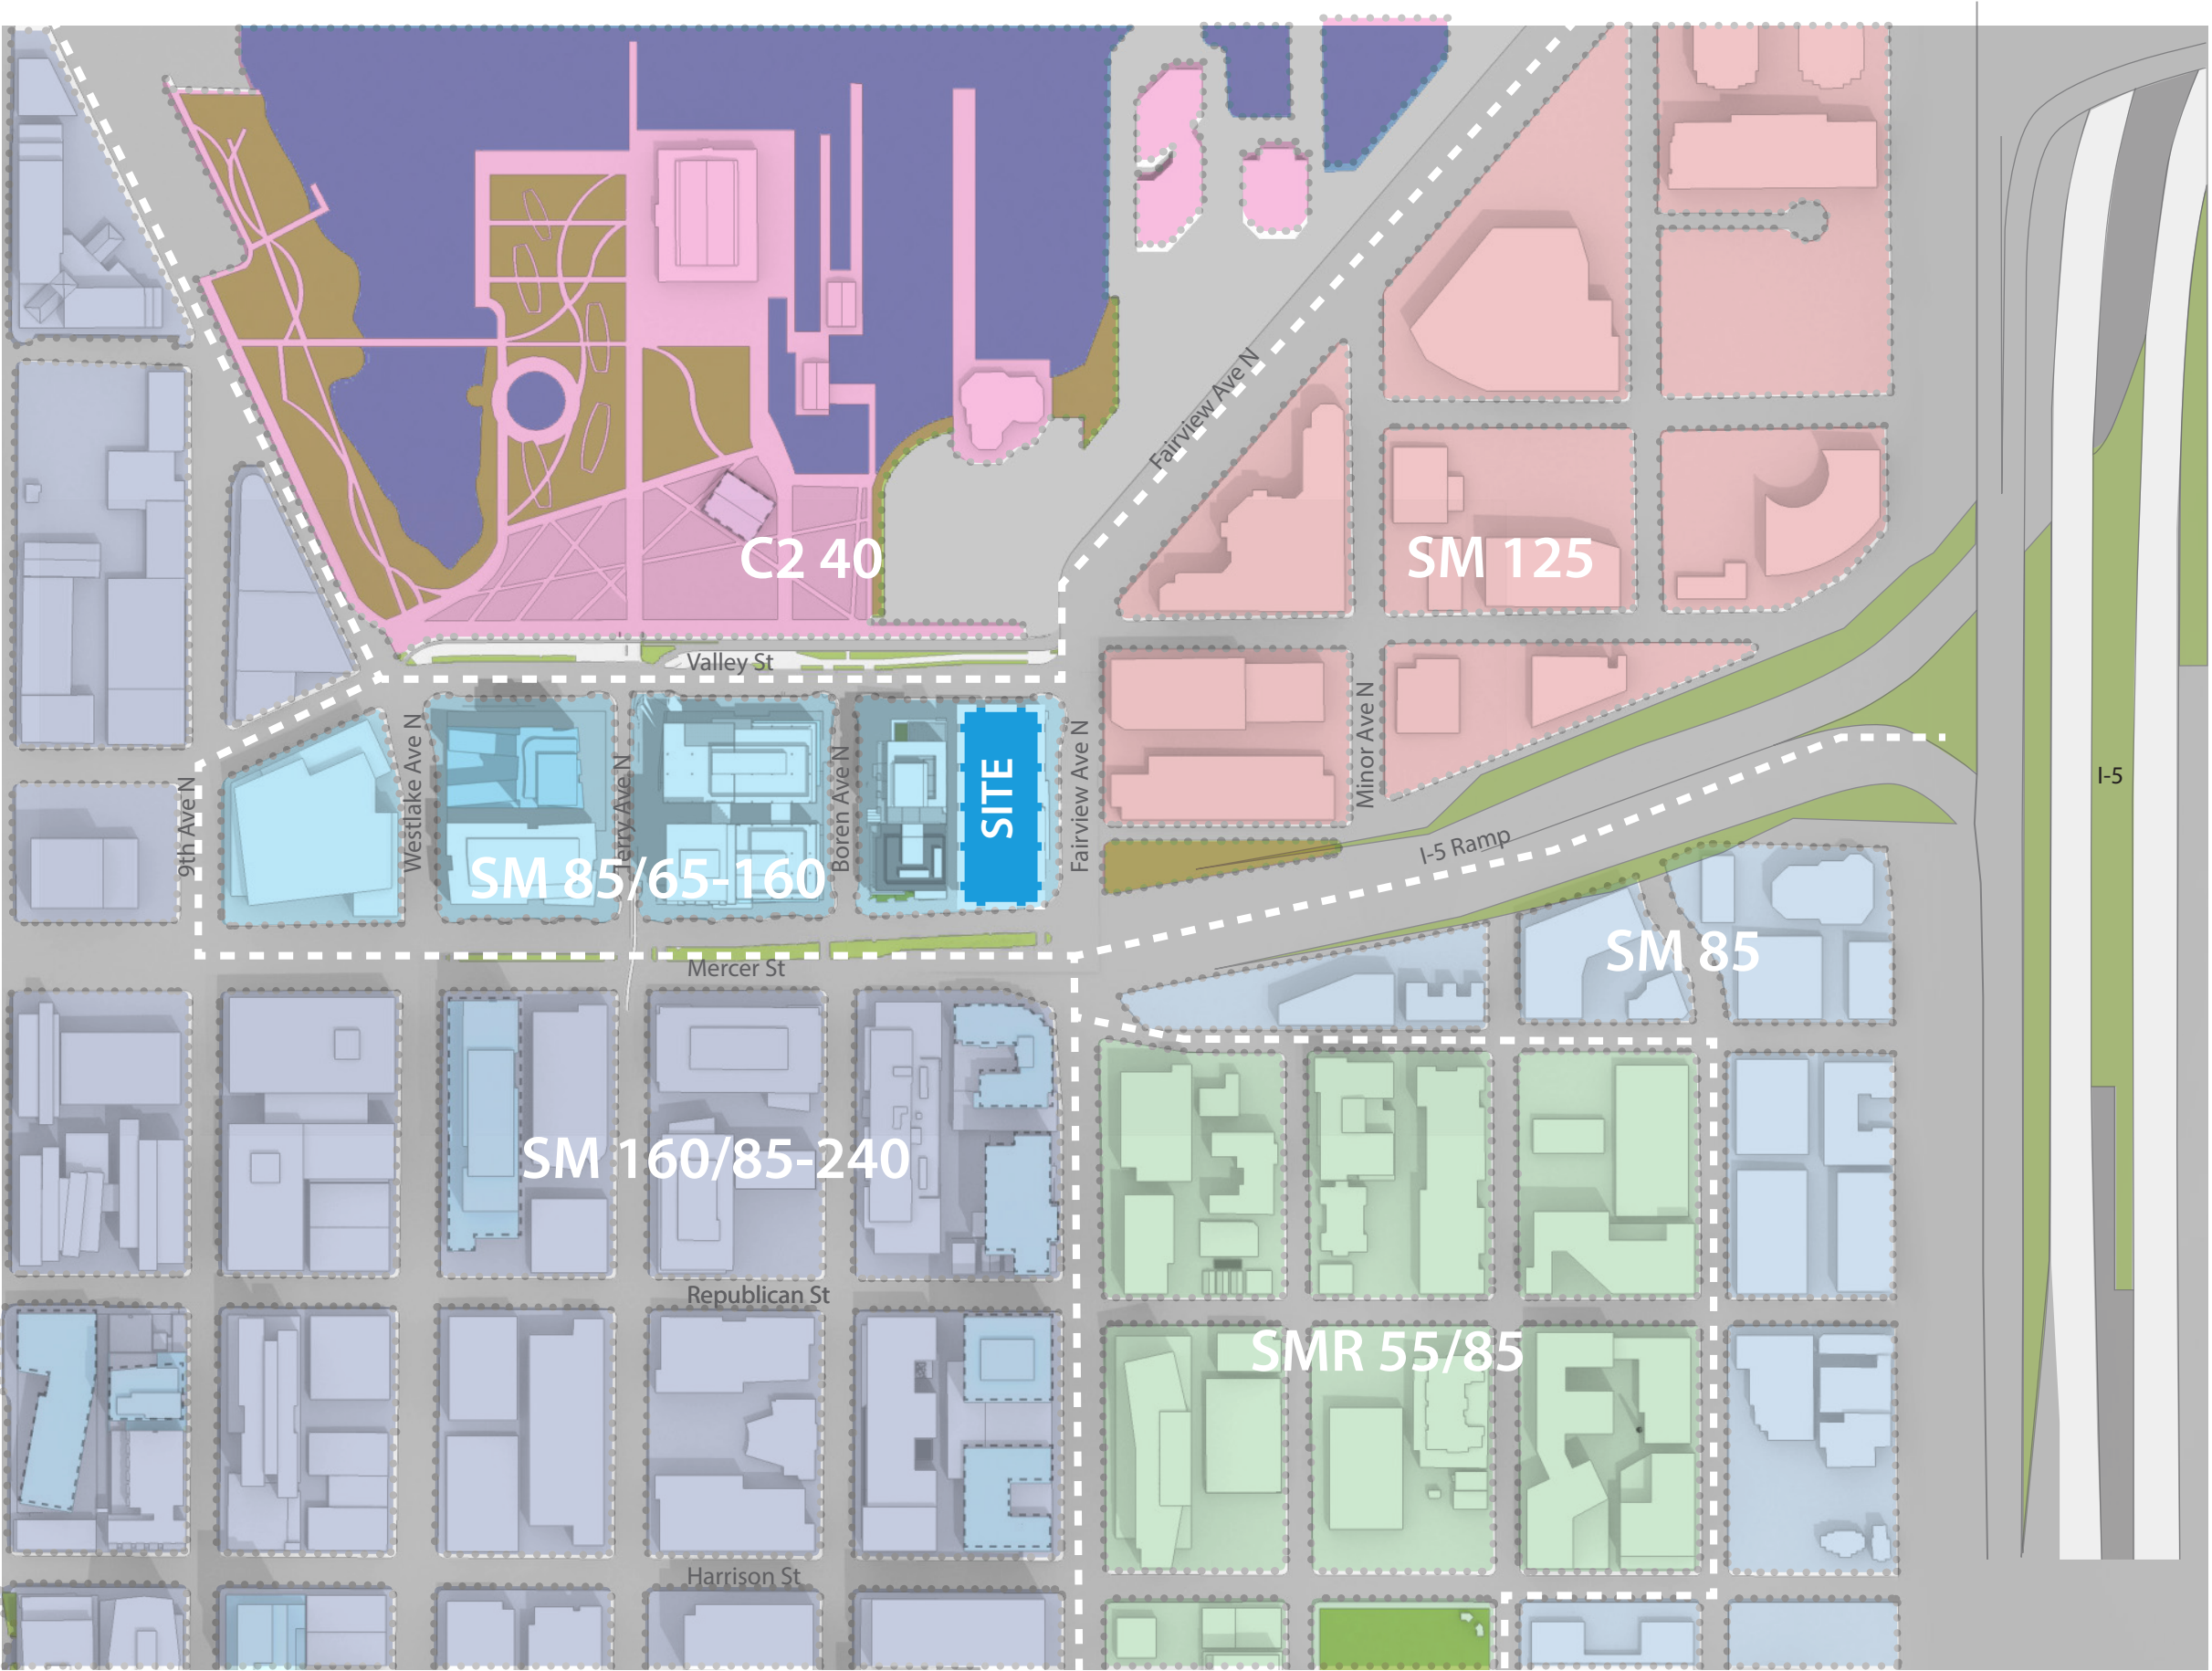 Fairview Ave N
C2 40
SM 125
Valley St
9th Ave N
Westlake Ave N
Terry Ave N
Boren Ave N
SITE
Fairview Ave N
Minor Ave N
I-5
I-5 Ramp
SM 85/65-160
SM 85
Mercer St
SM 160/85-240
Republican St
SMR 55/85
Harrison St